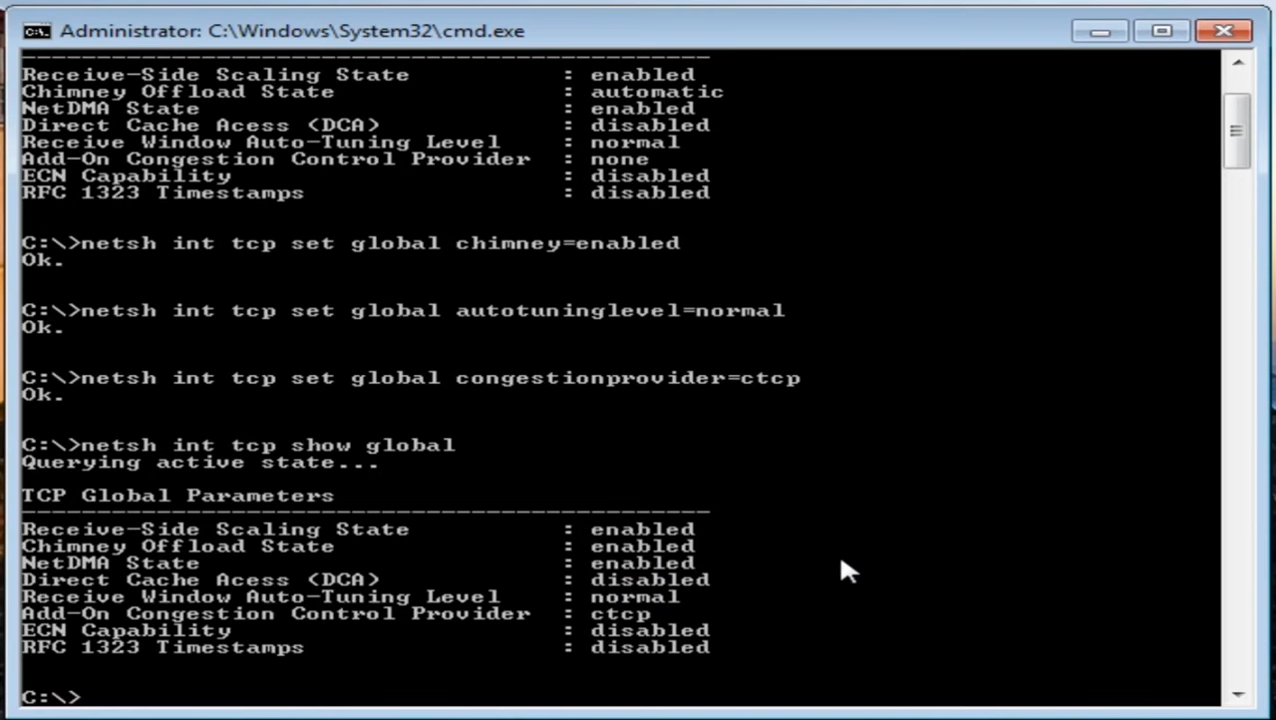 Administrator: C:\Windows\System32\cmd.exe
----------------------------------------------
Receive-Side Scaling State : enabled
Chimney Offload State : automatic
NetDMA State : enabled
Direct Cache Acess (DCA) : disabled
Receive Window Auto-Tuning Level : normal
Add-On Congestion Control Provider : none
ECN Capability : disabled
RFC 1323 Timestamps : disabled
C:\>netsh int tcp set global chimney=enabled
Ok.
C:\>netsh int tcp set global autotuninglevel=normal
Ok.
C:\>netsh int tcp set global congestionprovider=ctcp
Ok.
C:\>netsh int tcp show global
Querying active state...
TCP Global Parameters
----------------------------------------------
Receive-Side Scaling State : enabled
Chimney Offload State : enabled
NetDMA State : enabled
Direct Cache Acess (DCA) : disabled
Receive Window Auto-Tuning Level : normal
Add-On Congestion Control Provider : ctcp
ECN Capability : disabled
RFC 1323 Timestamps : disabled
C:\>